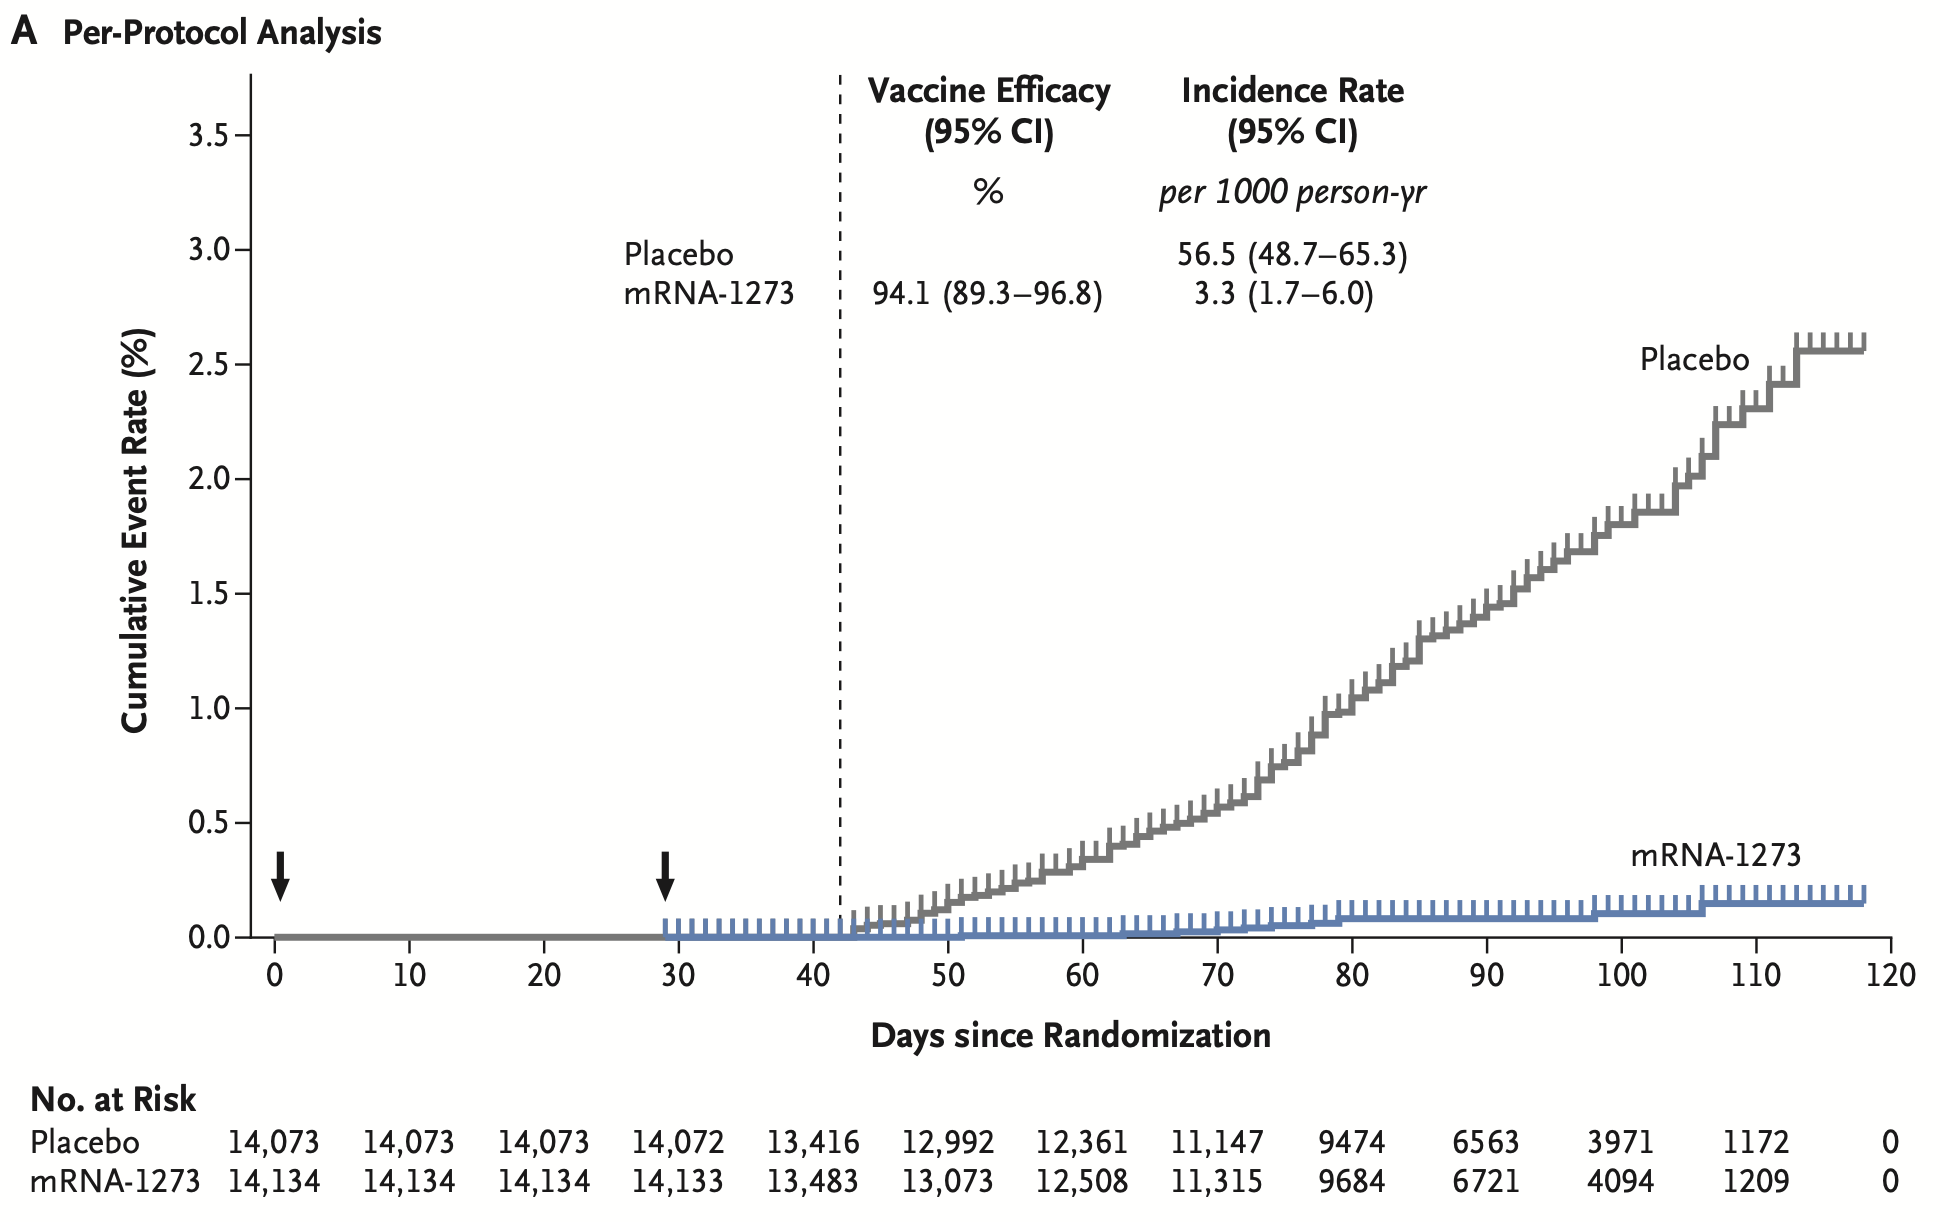 A Per-Protocol Analysis
Vaccine Efficacy (95% CI)
Incidence Rate (95% CI)
%
per 1000 person-yr
Placebo 56.5 (48.7–65.3)
mRNA-1273 94.1 (89.3–96.8) 3.3 (1.7–6.0)
Cumulative Event Rate (%)
3.5
3.0
2.5
2.0
1.5
1.0
0.5
0.0
Placebo
mRNA-1273
0 10 20 30 40 50 60 70 80 90 100 110 120
Days since Randomization
No. at Risk
Placebo 14,073 14,073 14,073 14,072 13,416 12,992 12,361 11,147 9474 6563 3971 1172 0
mRNA-1273 14,134 14,134 14,134 14,133 13,483 13,073 12,508 11,315 9684 6721 4094 1209 0